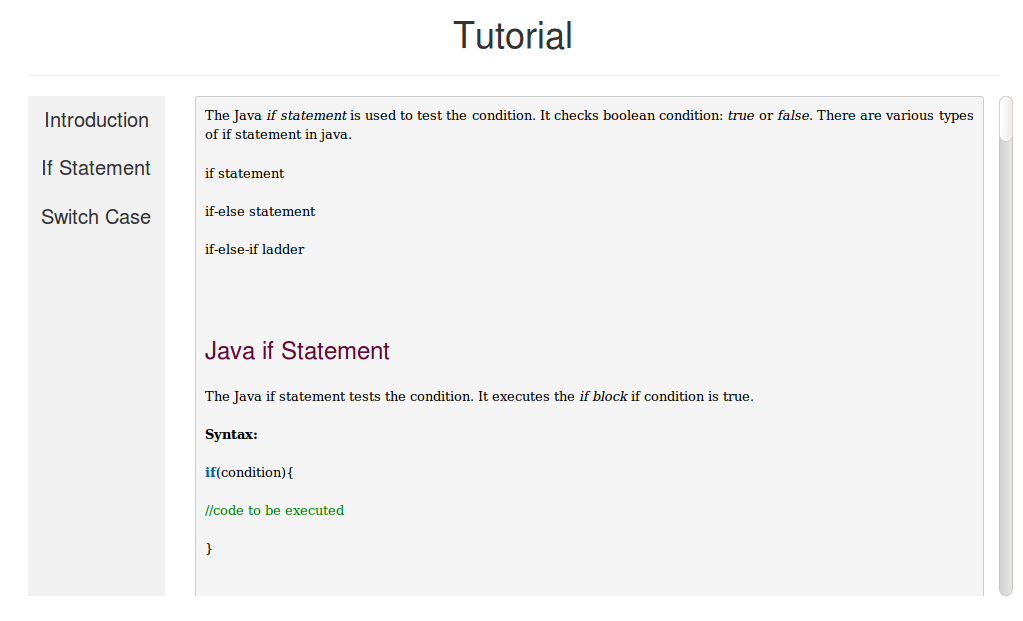 Tutorial
Introduction
If Statement
Switch Case
The Java if statement is used to test the condition. It checks boolean condition: true or false. There are various types
of if statement in java.
if statement
if-else statement
if-else-if ladder
Java if Statement
The Java if statement tests the condition. It executes the if block if condition is true.
Syntax:
if(condition){
//code to be executed
}